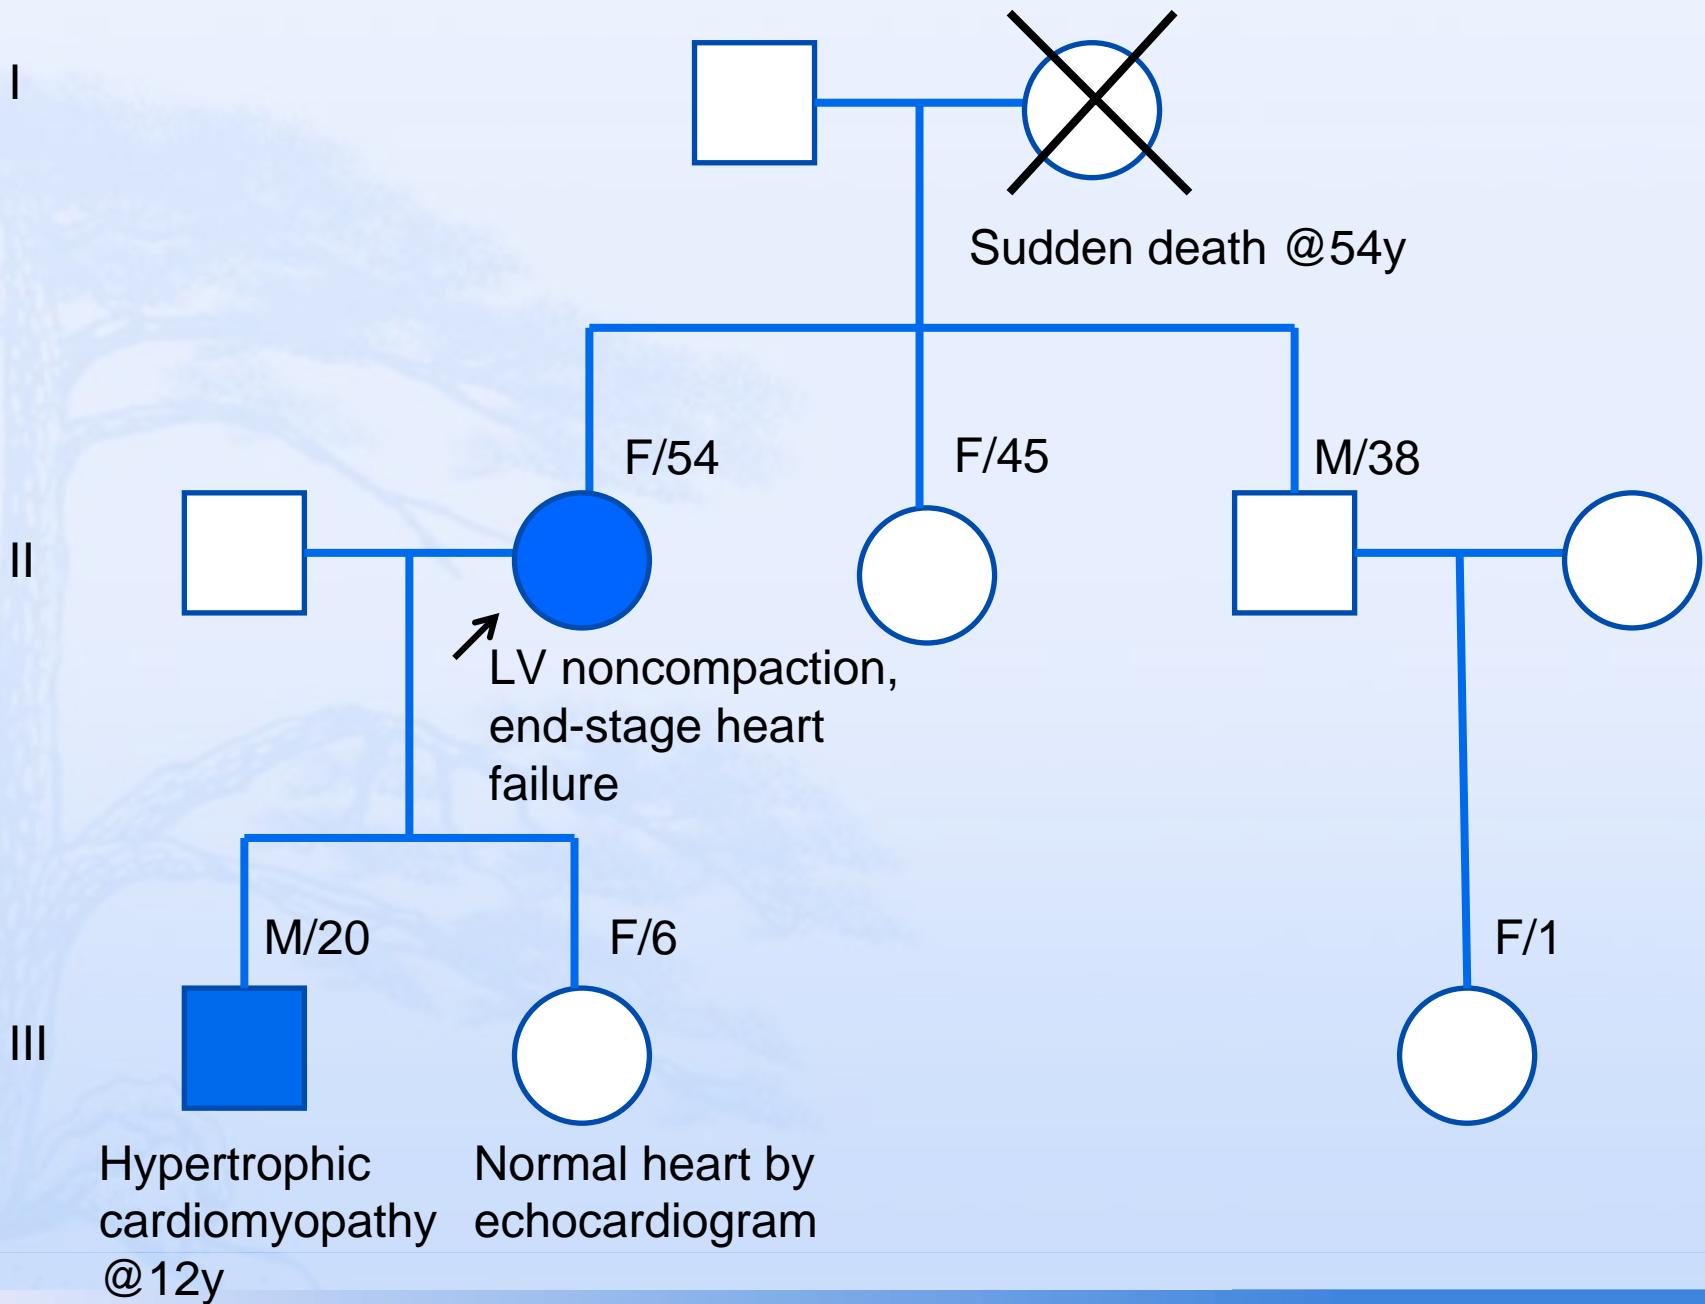 I
Sudden death @54y
F/54
F/45
M/38
II
LV noncompaction,
end-stage heart
failure
M/20
F/6
F/1
III
Hypertrophic
cardiomyopathy
@12y
Normal heart by
echocardiogram